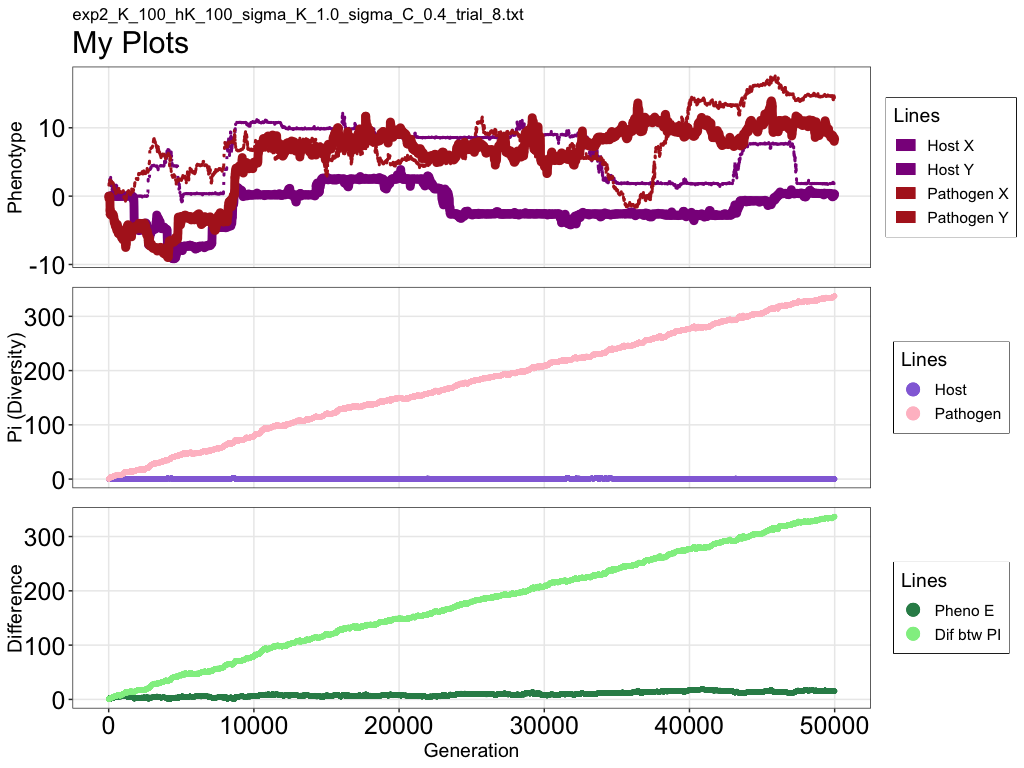 exp2_K_100_hK_100_sigma_K_1.0_sigma_C_0.4_trial_8.txt
My Plots
Phenotype
10
0
-10
Lines
Host X
Host Y
Pathogen X
Pathogen Y
Pi (Diversity)
300
200
100
0
Lines
Host
Pathogen
Difference
300
200
100
0
Lines
Pheno E
Dif btw PI
0 10000 20000 30000 40000 50000
Generation